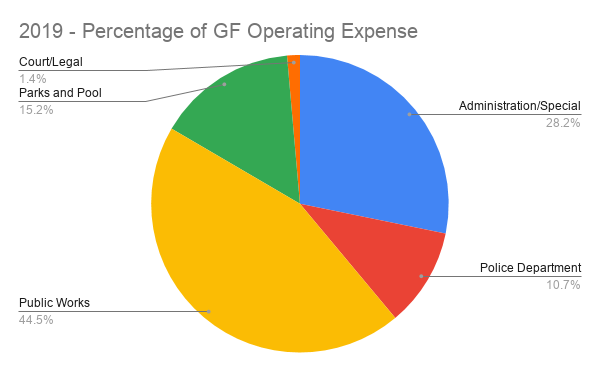 2019 - Percentage of GF Operating Expense
Court/Legal
1.4%
Parks and Pool
15.2%
Administration/Special
28.2%
Police Department
10.7%
Public Works
44.5%